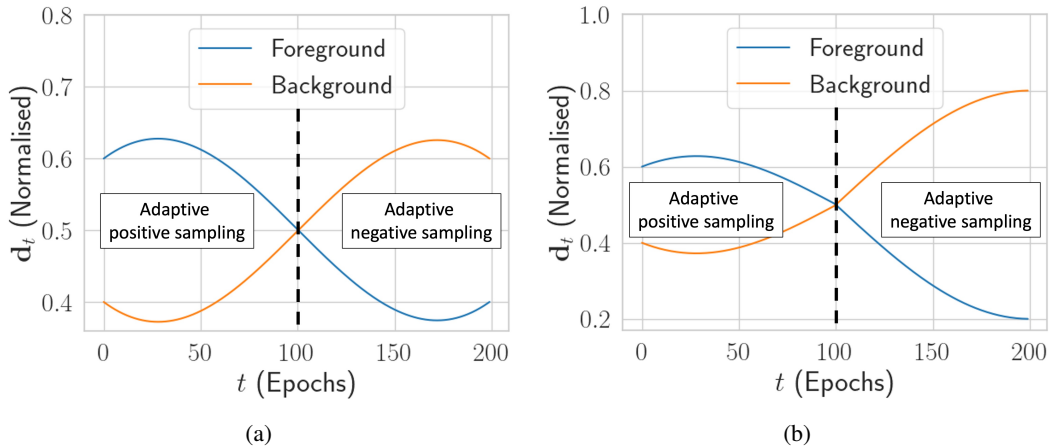 0.8
0.7
0.6
0.5
0.4
d_t (Normalised)
Foreground
Background
Adaptive
positive sampling
Adaptive
negative sampling
0 50 100 150 200
t (Epochs)
(a)
1.0
0.8
0.6
0.4
0.2
d_t (Normalised)
Foreground
Background
Adaptive
positive sampling
Adaptive
negative sampling
0 50 100 150 200
t (Epochs)
(b)